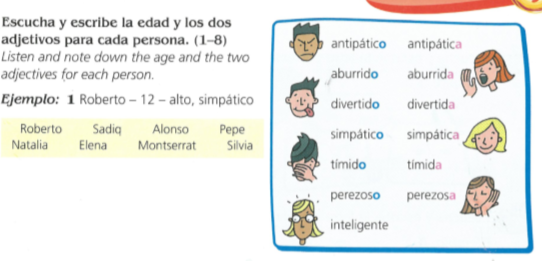 Escucha y escribe la edad y los dos
adjetivos para cada persona. (1–8)
Listen and note down the age and the two
adjectives for each person.
Ejemplo: 1 Roberto – 12 – alto, simpático
Roberto Sadiq Alonso Pepe
Natalia Elena Montserrat Silvia
antipático antipática
aburrido aburrida
divertido divertida
simpático simpática
tímido tímida
perezoso perezosa
inteligente